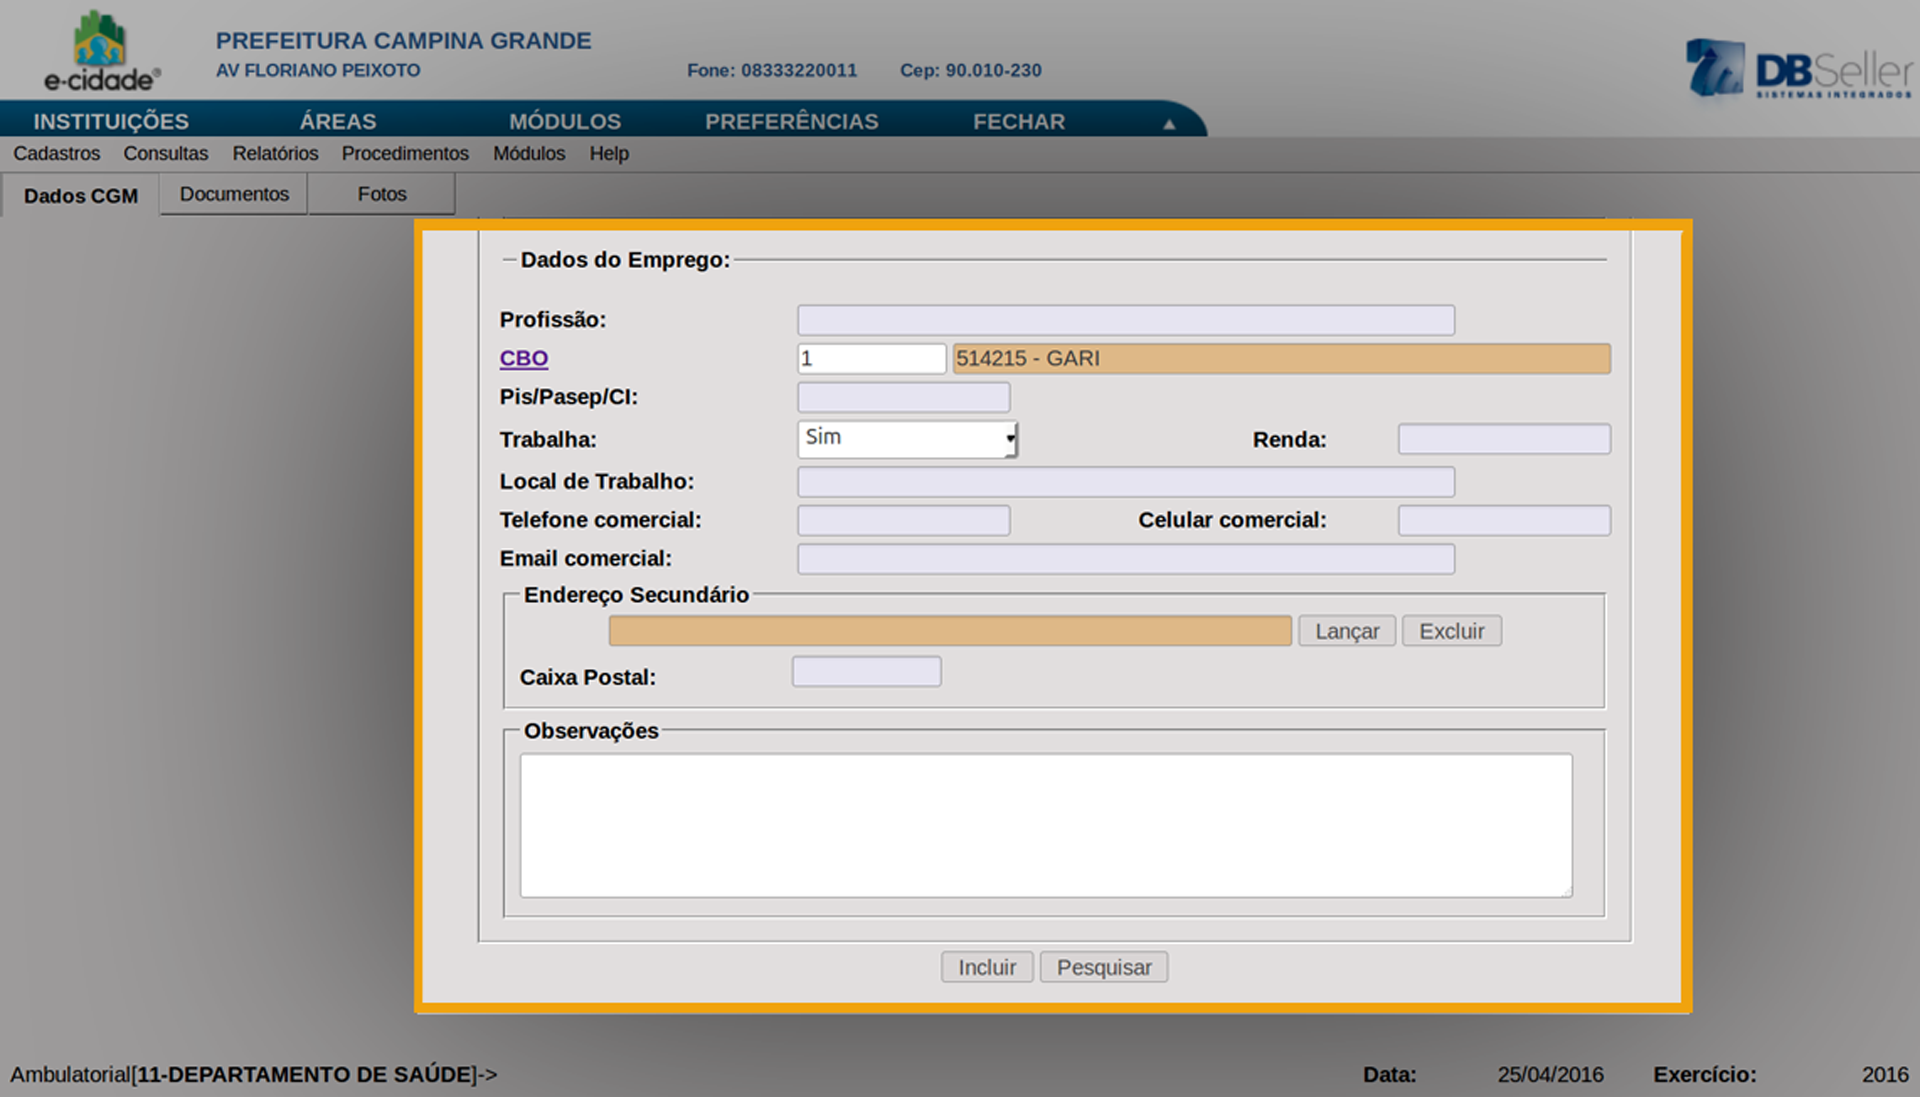 e-cidade®
PREFEITURA CAMPINA GRANDE
AV FLORIANO PEIXOTO Fone: 08333220011 Cep: 90.010-230
DBSeller
SISTEMAS INTEGRADOS
INSTITUIÇÕES ÁREAS MÓDULOS PREFERÊNCIAS FECHAR ▲
Cadastros Consultas Relatórios Procedimentos Módulos Help
Dados CGM Documentos Fotos
Dados do Emprego:
Profissão:
CBO 1 514215 - GARI
Pis/Pasep/CI:
Trabalha: Sim Renda:
Local de Trabalho:
Telefone comercial: Celular comercial:
Email comercial:
Endereço Secundário
Lançar Excluir
Caixa Postal:
Observações
Incluir Pesquisar
Ambulatorial[11-DEPARTAMENTO DE SAÚDE]-> Data: 25/04/2016 Exercício: 2016